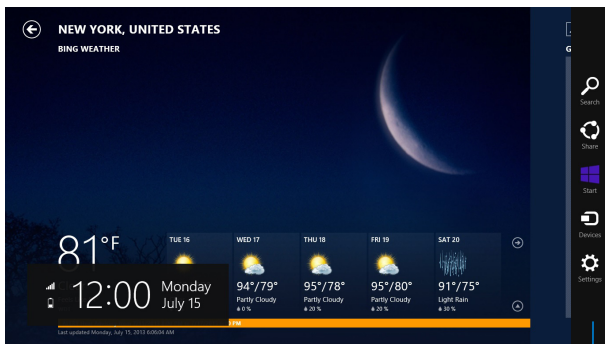 NEW YORK, UNITED STATES
BING WEATHER
G
Search
Share
Start
Devices
Settings
81°F
TUE 16
WED 17
94°/79°
Partly Cloudy
0 %
THU 18
95°/78°
Partly Cloudy
20 %
FRI 19
95°/80°
Partly Cloudy
20 %
SAT 20
91°/75°
Light Rain
30 %
12:00
Monday
July 15
PM
Last updated Monday, July 15, 2013 6:06:04 AM